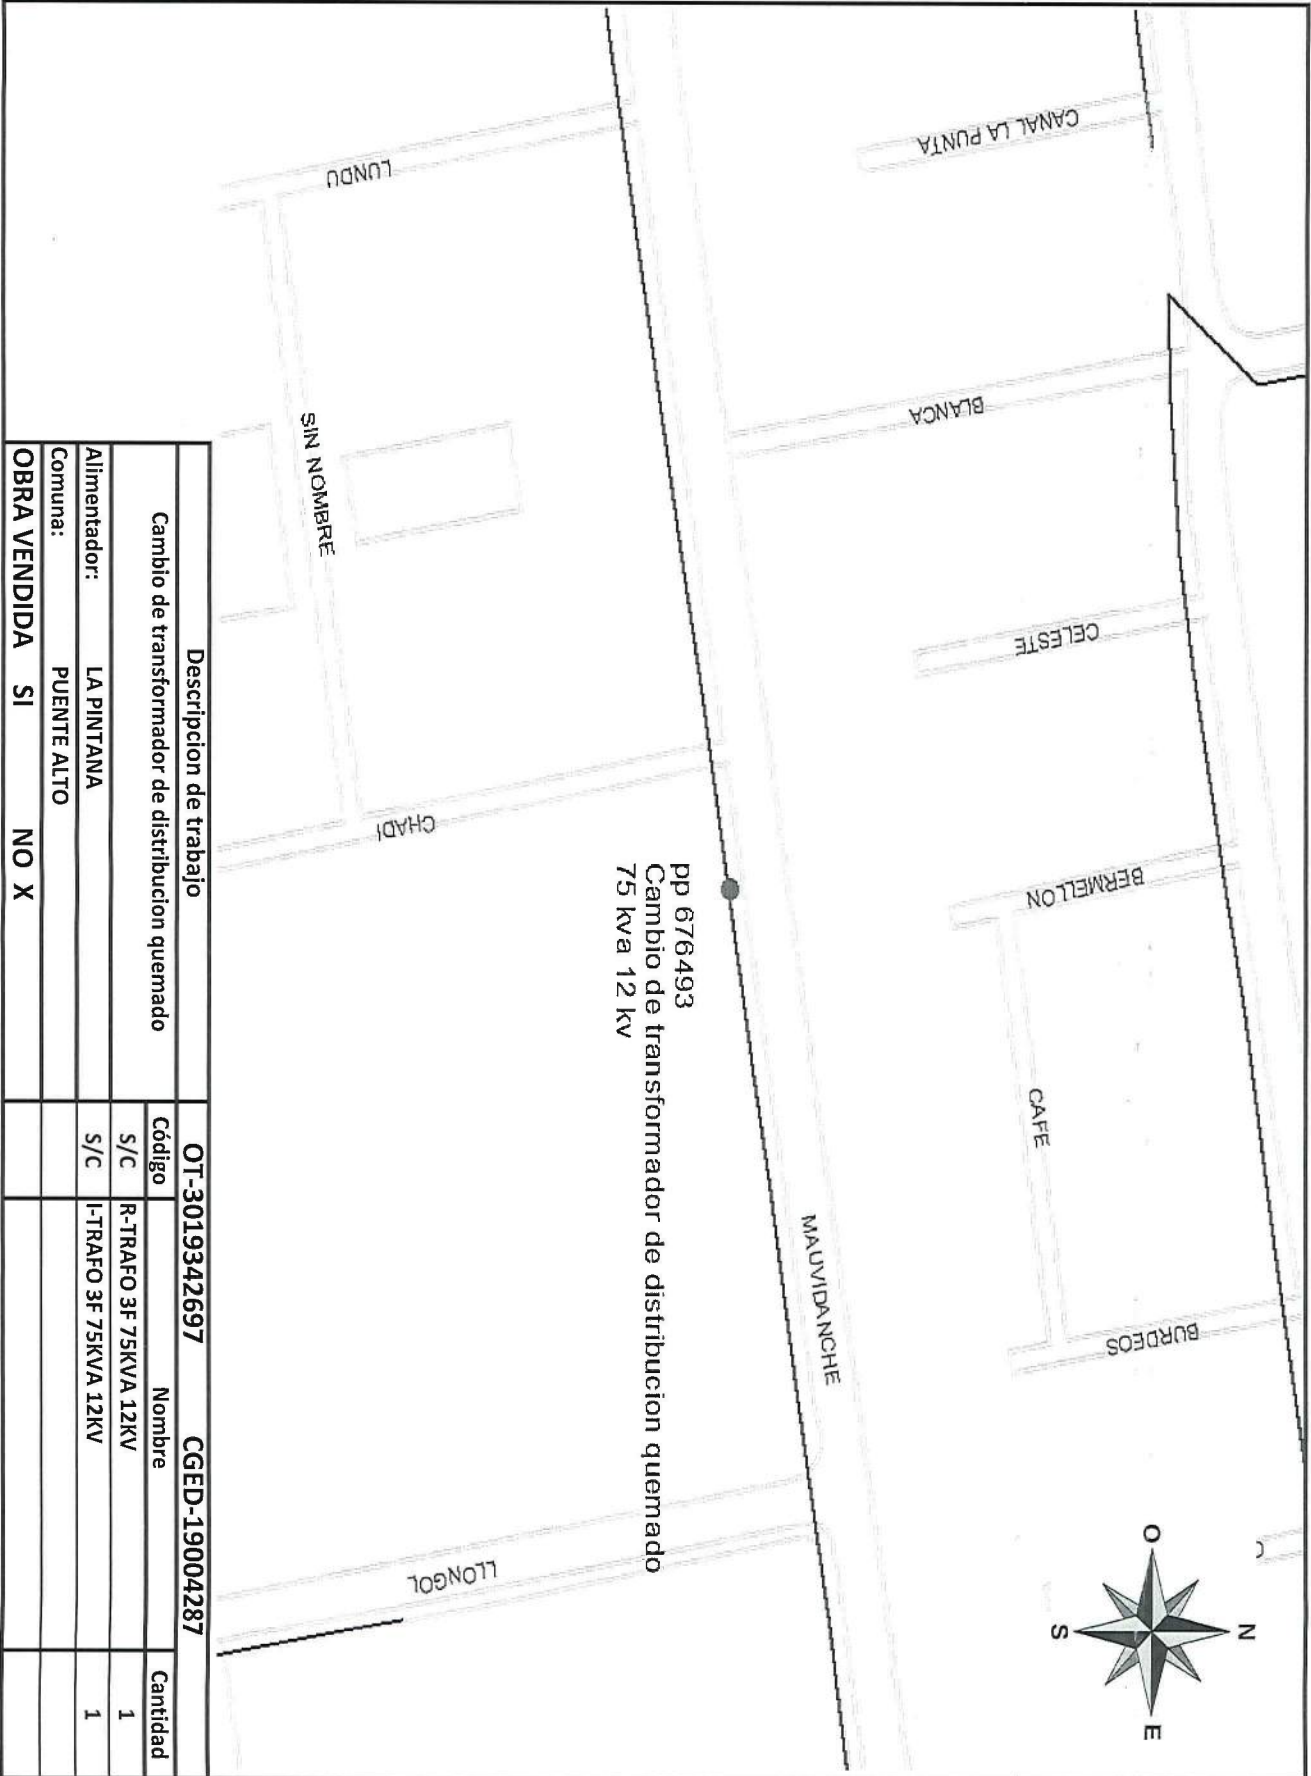 CANAL LA PUNTA
BLANCA
CELESTE
BERMELLON
CAFE
BURDEOS
O
N
S
E
LUNDU
SIN NOMBRE
CHADI
MAUVIDANCHE
LLONGOL
pp 676493
Cambio de transformador de distribucion quemado
75 kva 12 kv
Descripcion de trabajo OT-3019342697 CGED-19004287
Cambio de transformador de distribucion quemado Código Nombre Cantidad
S/C R-TRAFO 3F 75KVA 12KV 1
Alimentador: LA PINTANA S/C I-TRAFO 3F 75KVA 12KV 1
Comuna: PUENTE ALTO
OBRA VENDIDA SI NO X